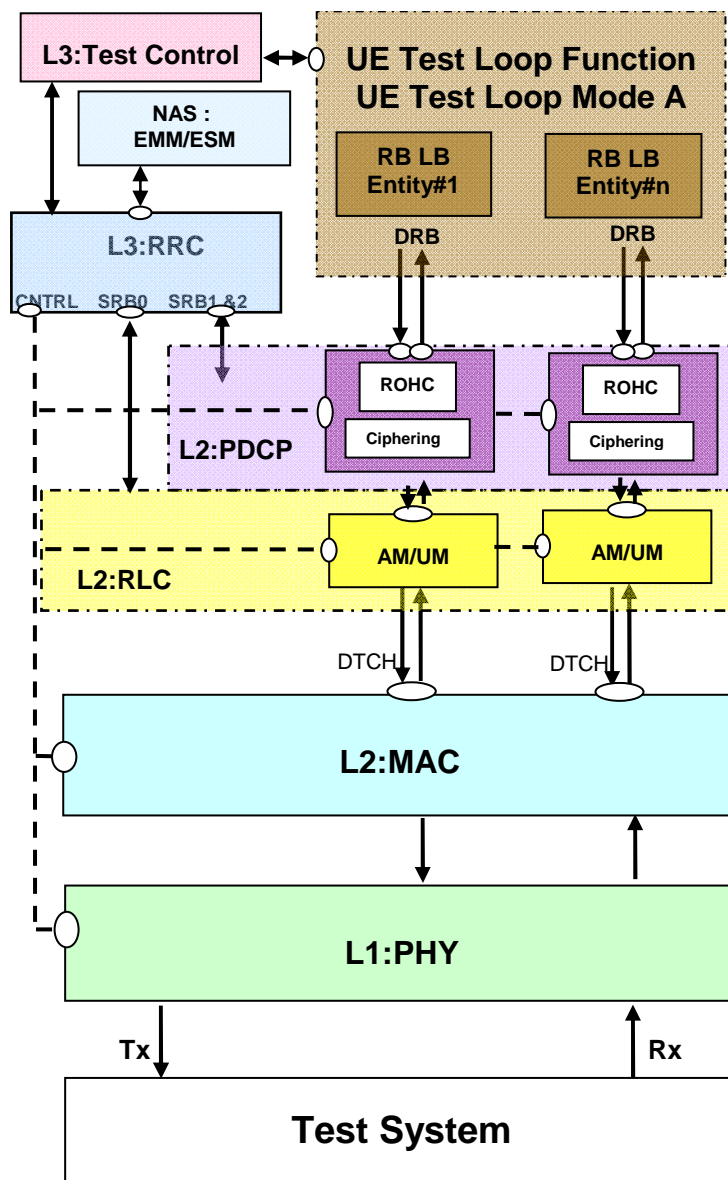 L3:Test Control
UE Test Loop Function
UE Test Loop Mode A
NAS :
EMM/ESM
RB LB
Entity#1
RB LB
Entity#n
DRB
DRB
L3:RRC
CNTRL
SRB0
SRB1 &2
ROHC
Ciphering
ROHC
Ciphering
L2:PDCP
AM/UM
AM/UM
L2:RLC
DTCH
DTCH
L2:MAC
L1:PHY
Tx
Rx
Test System